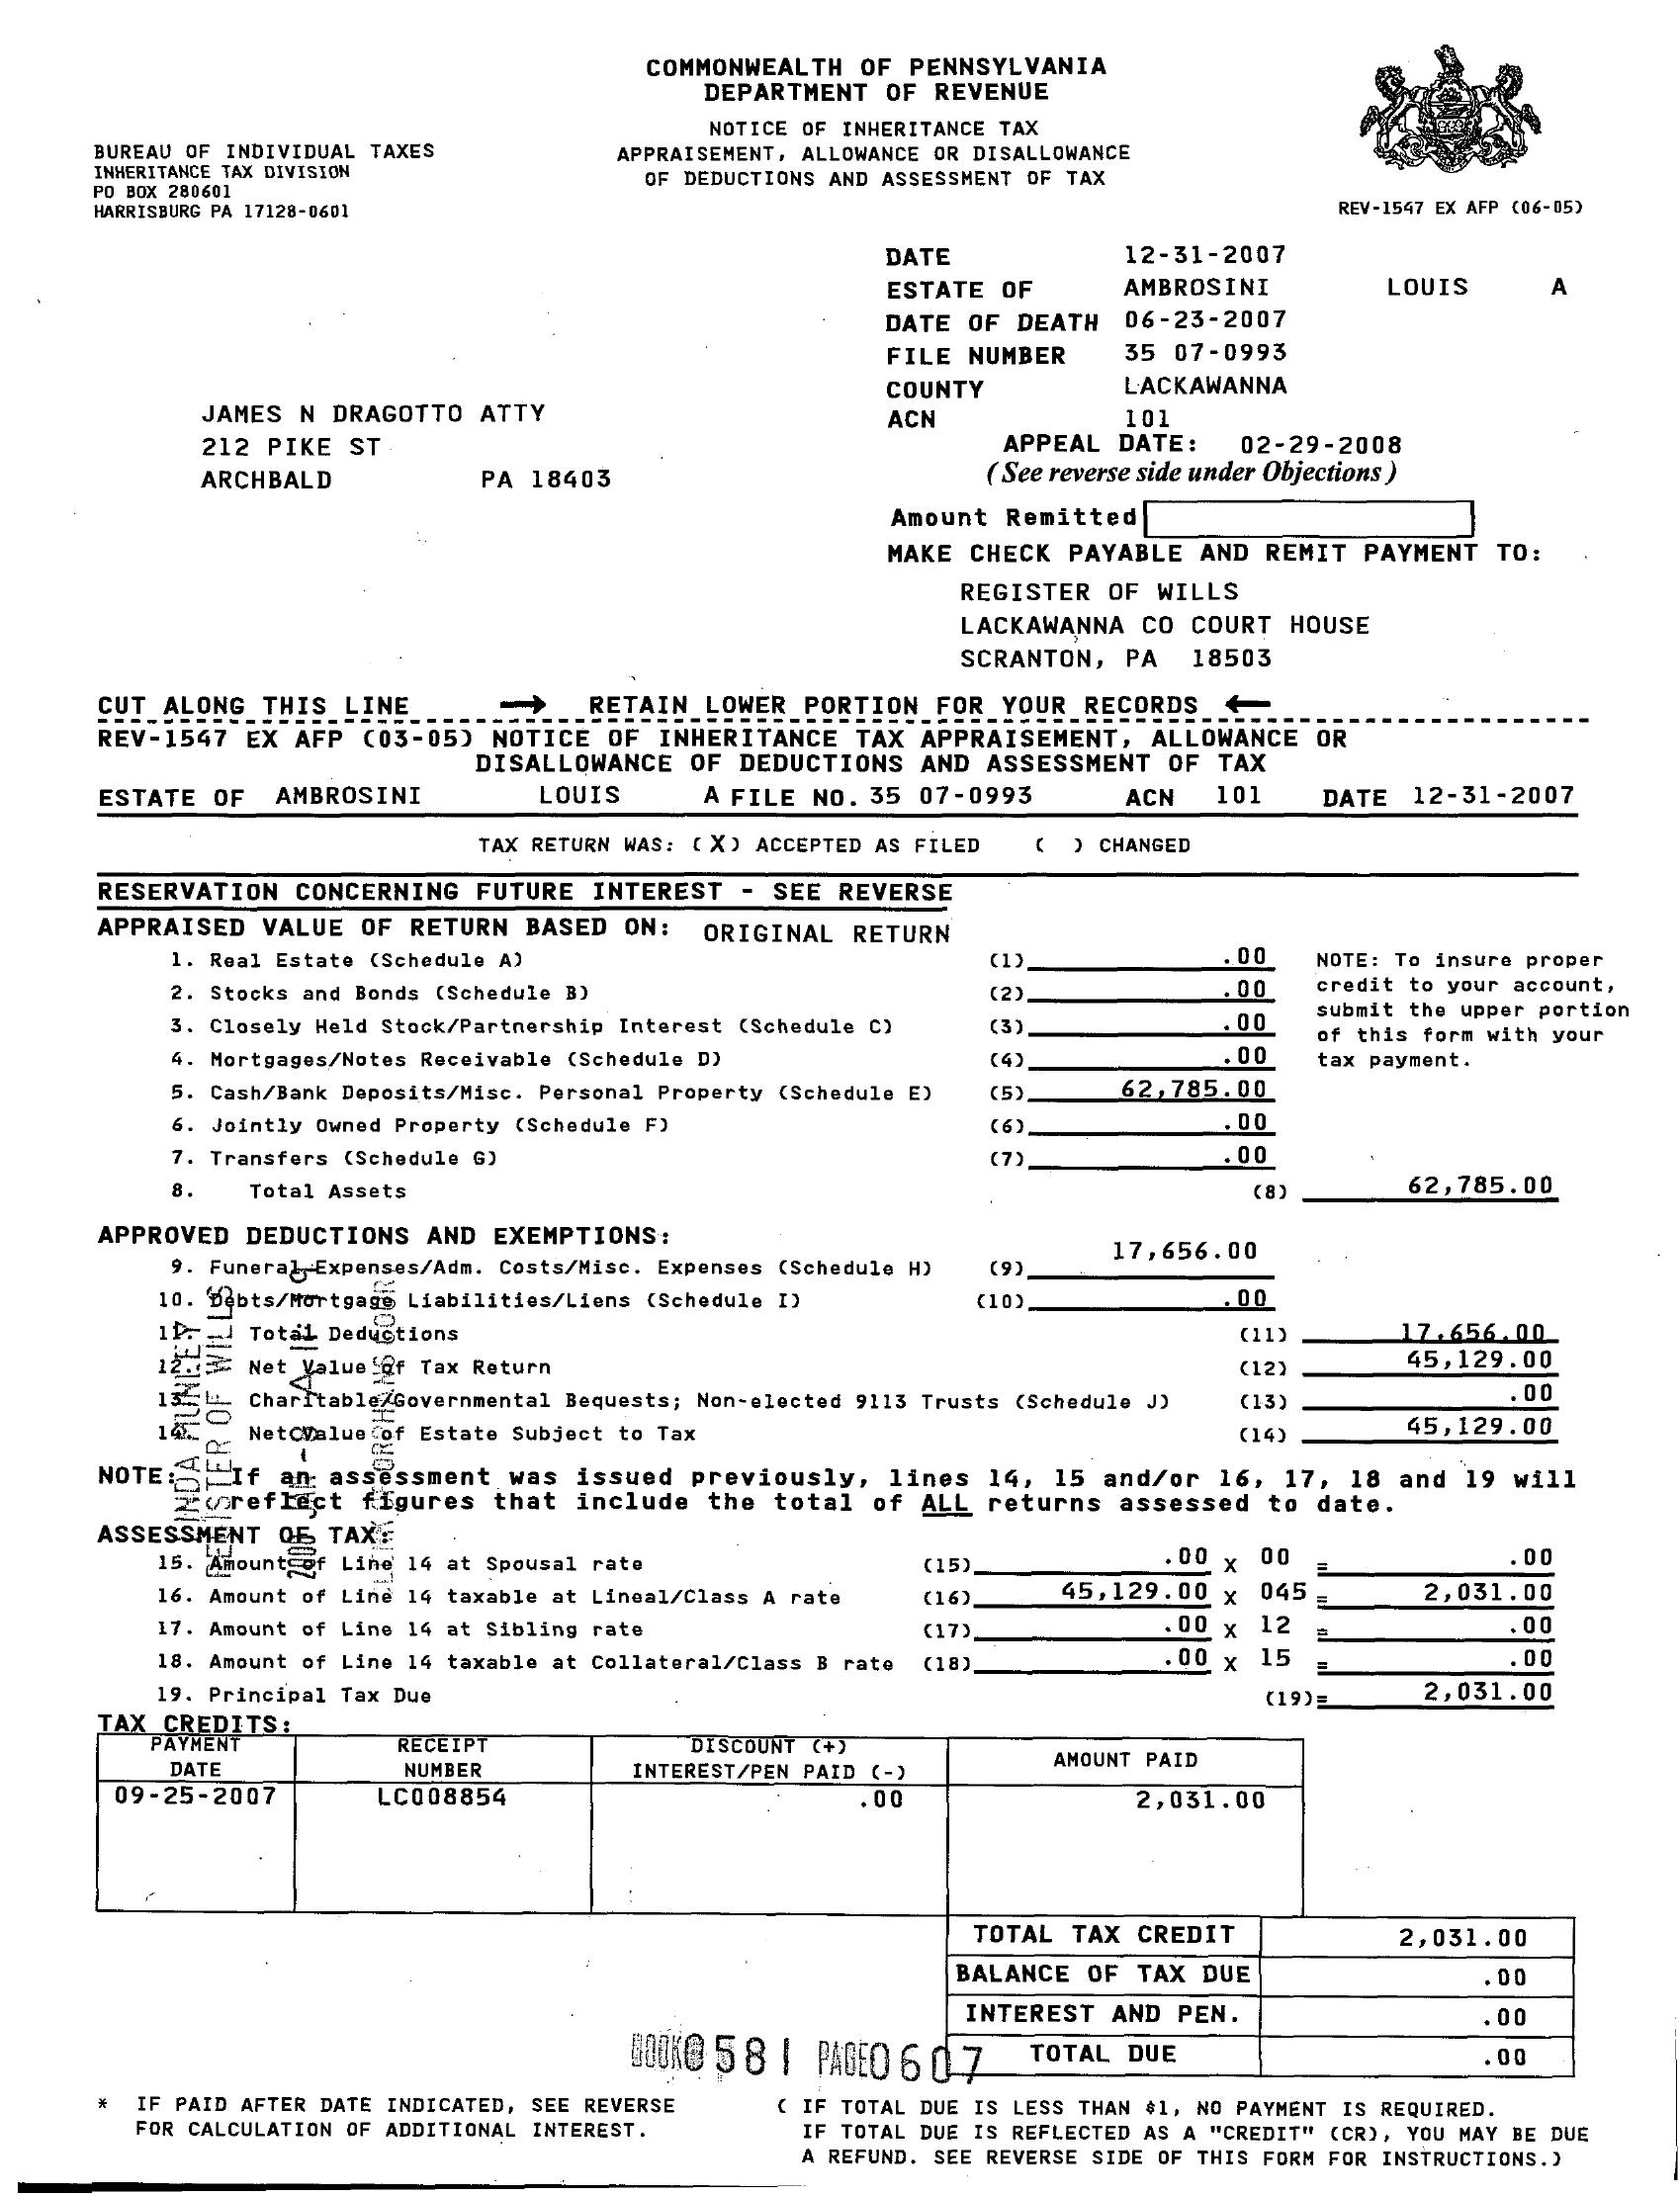 COMMONWEALTH OF PENNSYLVANIA
DEPARTMENT OF REVENUE
NOTICE OF INHERITANCE TAX
APPRAISEMENT, ALLOWANCE OR DISALLOWANCE
OF DEDUCTIONS AND ASSESSMENT OF TAX
BUREAU OF INDIVIDUAL TAXES
INHERITANCE TAX DIVISION
PO BOX 280601
HARRISBURG PA 17128-0601
REV-1547 EX AFP (06-05)
DATE 12-31-2007
ESTATE OF AMBROSINI LOUIS A
DATE OF DEATH 06-23-2007
FILE NUMBER 35 07-0993
COUNTY LACKAWANNA
ACN 101
APPEAL DATE: 02-29-2008
(See reverse side under Objections)
JAMES N DRAGOTTO ATTY
212 PIKE ST
ARCHBALD PA 18403
Amount Remitted
MAKE CHECK PAYABLE AND REMIT PAYMENT TO:
REGISTER OF WILLS
LACKAWANNA CO COURT HOUSE
SCRANTON, PA 18503
CUT ALONG THIS LINE → RETAIN LOWER PORTION FOR YOUR RECORDS ←
REV-1547 EX AFP (03-05) NOTICE OF INHERITANCE TAX APPRAISEMENT, ALLOWANCE OR
DISALLOWANCE OF DEDUCTIONS AND ASSESSMENT OF TAX
ESTATE OF AMBROSINI LOUIS A FILE NO. 35 07-0993 ACN 101 DATE 12-31-2007
TAX RETURN WAS: (X) ACCEPTED AS FILED ( ) CHANGED
RESERVATION CONCERNING FUTURE INTEREST - SEE REVERSE
APPRAISED VALUE OF RETURN BASED ON: ORIGINAL RETURN
1. Real Estate (Schedule A) (1) .00
2. Stocks and Bonds (Schedule B) (2) .00
3. Closely Held Stock/Partnership Interest (Schedule C) (3) .00
4. Mortgages/Notes Receivable (Schedule D) (4) .00
5. Cash/Bank Deposits/Misc. Personal Property (Schedule E) (5) 62,785.00
6. Jointly Owned Property (Schedule F) (6) .00
7. Transfers (Schedule G) (7) .00
8. Total Assets (8) 62,785.00
NOTE: To insure proper
credit to your account,
submit the upper portion
of this form with your
tax payment.
APPROVED DEDUCTIONS AND EXEMPTIONS:
9. Funeral Expenses/Adm. Costs/Misc. Expenses (Schedule H) (9) 17,656.00
10. Debts/Mortgage Liabilities/Liens (Schedule I) (10) .00
11. Total Deductions (11) 17,656.00
12. Net Value of Tax Return (12) 45,129.00
13. Charitable/Governmental Bequests; Non-elected 9113 Trusts (Schedule J) (13) .00
14. Net Value of Estate Subject to Tax (14) 45,129.00
NOTE: If an assessment was issued previously, lines 14, 15 and/or 16, 17, 18 and 19 will
reflect figures that include the total of ALL returns assessed to date.
ASSESSMENT OF TAX:
15. Amount of Line 14 at Spousal rate (15) .00 X 00 = .00
16. Amount of Line 14 taxable at Lineal/Class A rate (16) 45,129.00 X 045 = 2,031.00
17. Amount of Line 14 at Sibling rate (17) .00 X 12 = .00
18. Amount of Line 14 taxable at Collateral/Class B rate (18) .00 X 15 = .00
19. Principal Tax Due (19)= 2,031.00
TAX CREDITS:
PAYMENT DATE RECEIPT NUMBER DISCOUNT (+) INTEREST/PEN PAID (-) AMOUNT PAID
09-25-2007 LC008854 .00 2,031.00
TOTAL TAX CREDIT 2,031.00
BALANCE OF TAX DUE .00
INTEREST AND PEN. .00
TOTAL DUE .00
BOOK0581 PAGE0607
* IF PAID AFTER DATE INDICATED, SEE REVERSE
FOR CALCULATION OF ADDITIONAL INTEREST.
( IF TOTAL DUE IS LESS THAN $1, NO PAYMENT IS REQUIRED.
IF TOTAL DUE IS REFLECTED AS A "CREDIT" (CR), YOU MAY BE DUE
A REFUND. SEE REVERSE SIDE OF THIS FORM FOR INSTRUCTIONS.)